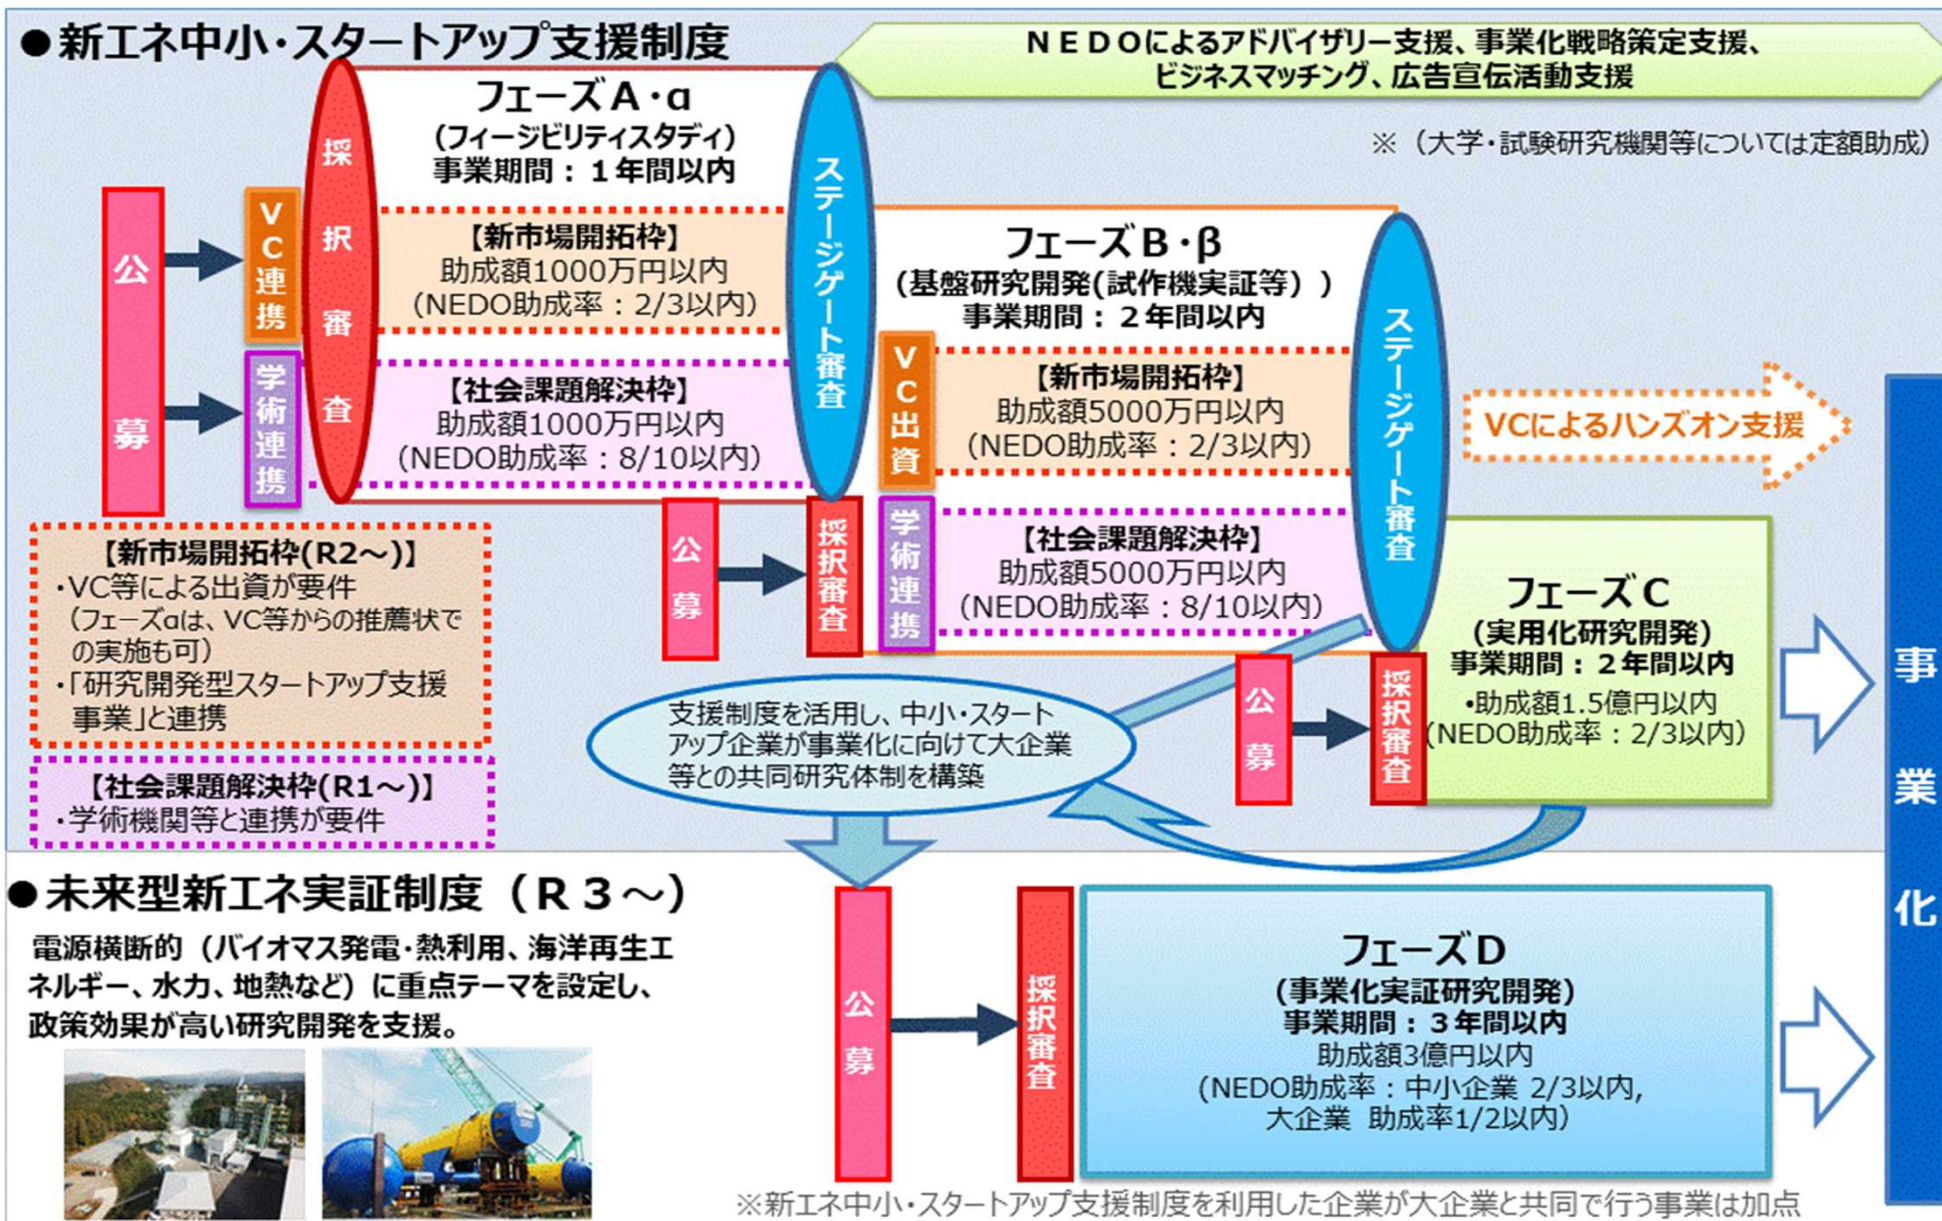 ●新エネ中小・スタートアップ支援制度
NEDOによるアドバイザリー支援、事業化戦略策定支援、
ビジネスマッチング、広告宣伝活動支援
※（大学・試験研究機関等については定額助成）
公募
VC連携
学術連携
採択審査
フェーズA・α
(フィージビリティスタディ)
事業期間：1年間以内
【新市場開拓枠】
助成額1000万円以内
(NEDO助成率：2/3以内)
【社会課題解決枠】
助成額1000万円以内
(NEDO助成率：8/10以内)
ステージゲート審査
公募
採択審査
フェーズB・β
(基盤研究開発(試作機実証等）)
事業期間：2年間以内
VC出資
【新市場開拓枠】
助成額5000万円以内
(NEDO助成率：2/3以内)
学術連携
【社会課題解決枠】
助成額5000万円以内
(NEDO助成率：8/10以内)
ステージゲート審査
VCによるハンズオン支援
公募
採択審査
フェーズC
(実用化研究開発)
事業期間：2年間以内
・助成額1.5億円以内
(NEDO助成率：2/3以内)
事業化
【新市場開拓枠(R2～)】
・VC等による出資が要件
（フェーズαは、VC等からの推薦状で
の実施も可）
・「研究開発型スタートアップ支援
事業」と連携
【社会課題解決枠(R1～)】
・学術機関等と連携が要件
支援制度を活用し、中小・スタート
アップ企業が事業化に向けて大企業
等との共同研究体制を構築
●未来型新エネ実証制度（R3～）
電源横断的（バイオマス発電・熱利用、海洋再生エ
ネルギー、水力、地熱など）に重点テーマを設定し、
政策効果が高い研究開発を支援。
公募
採択審査
フェーズD
(事業化実証研究開発)
事業期間：3年間以内
助成額3億円以内
(NEDO助成率：中小企業 2/3以内,
大企業 助成率1/2以内)
※新エネ中小・スタートアップ支援制度を利用した企業が大企業と共同で行う事業は加点